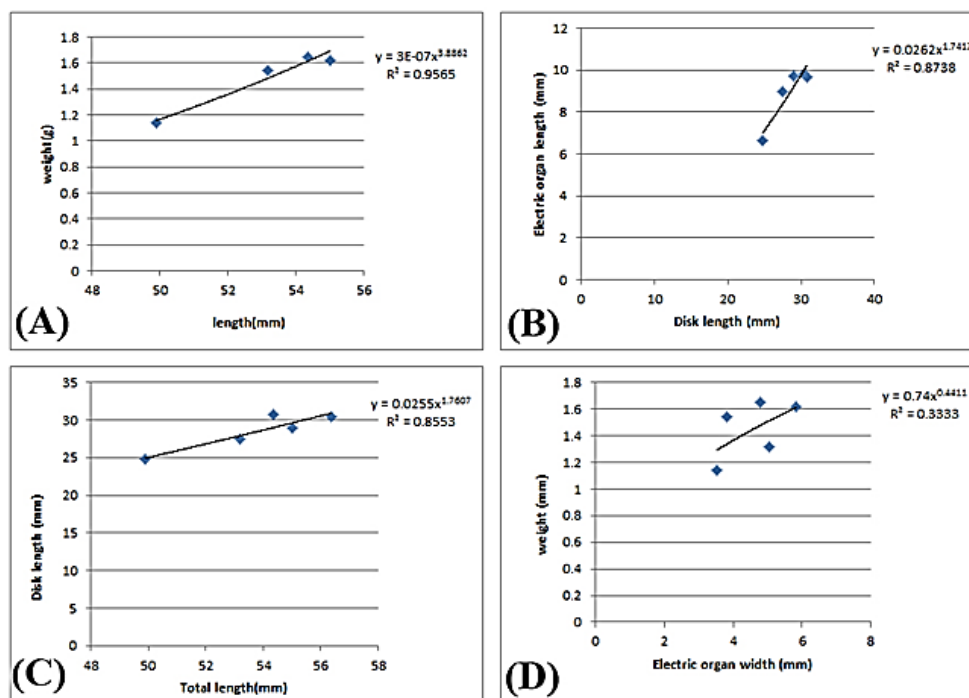 1.8
1.6
1.4
1.2
1
0.8
0.6
0.4
0.2
0
48 50 52 54 56
weight(g)
length(mm)
y = 3E-07x^3.8862
R² = 0.9565
(A)
12
10
8
6
4
2
0
0 10 20 30 40
Electric organ length (mm)
Disk length (mm)
y = 0.0262x^1.7417
R² = 0.8738
(B)
35
30
25
20
15
10
5
0
48 50 52 54 56 58
Disk length (mm)
Total length(mm)
y = 0.0255x^1.7607
R² = 0.8553
(C)
1.8
1.6
1.4
1.2
1
0.8
0.6
0.4
0.2
0
0 2 4 6 8
weight (mm)
Electric organ width (mm)
y = 0.74x^0.4411
R² = 0.3333
(D)